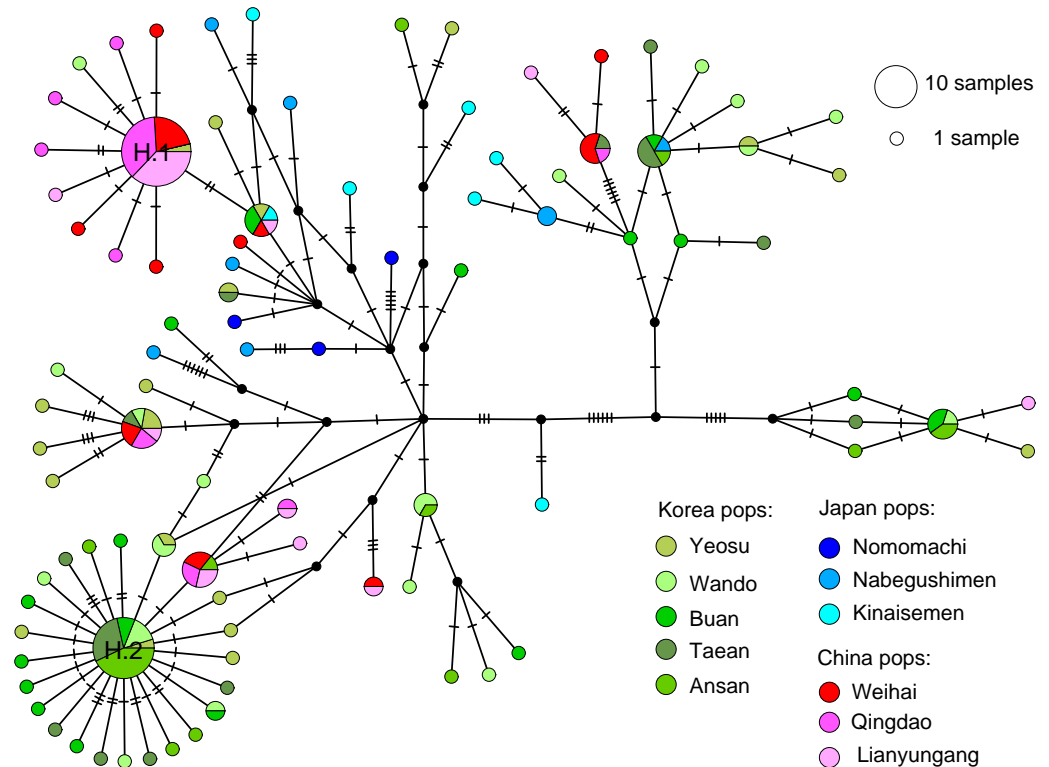 10 samples
1 sample
H.1
H.2
Korea pops:
Yeosu
Wando
Buan
Taean
Ansan
Japan pops:
Nomomachi
Nabegushimen
Kinaisemen
China pops:
Weihai
Qingdao
Lianyungang